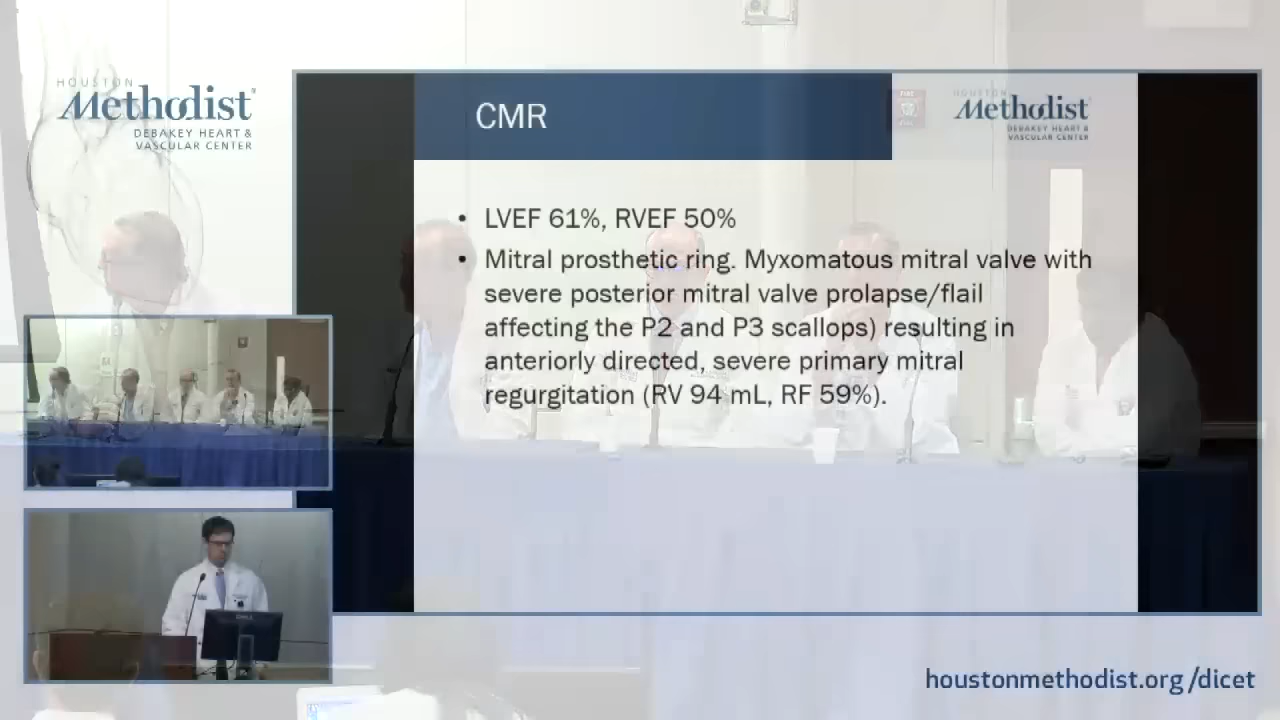 HOUSTON
Methodist
DEBAKEY HEART &
VASCULAR CENTER
CMR
HOUSTON
Methodist
DEBAKEY HEART &
VASCULAR CENTER
• LVEF 61%, RVEF 50%
• Mitral prosthetic ring. Myxomatous mitral valve with
severe posterior mitral valve prolapse/flail
affecting the P2 and P3 scallops) resulting in
anteriorly directed, severe primary mitral
regurgitation (RV 94 mL, RF 59%).
houstonmethodist.org/dicet